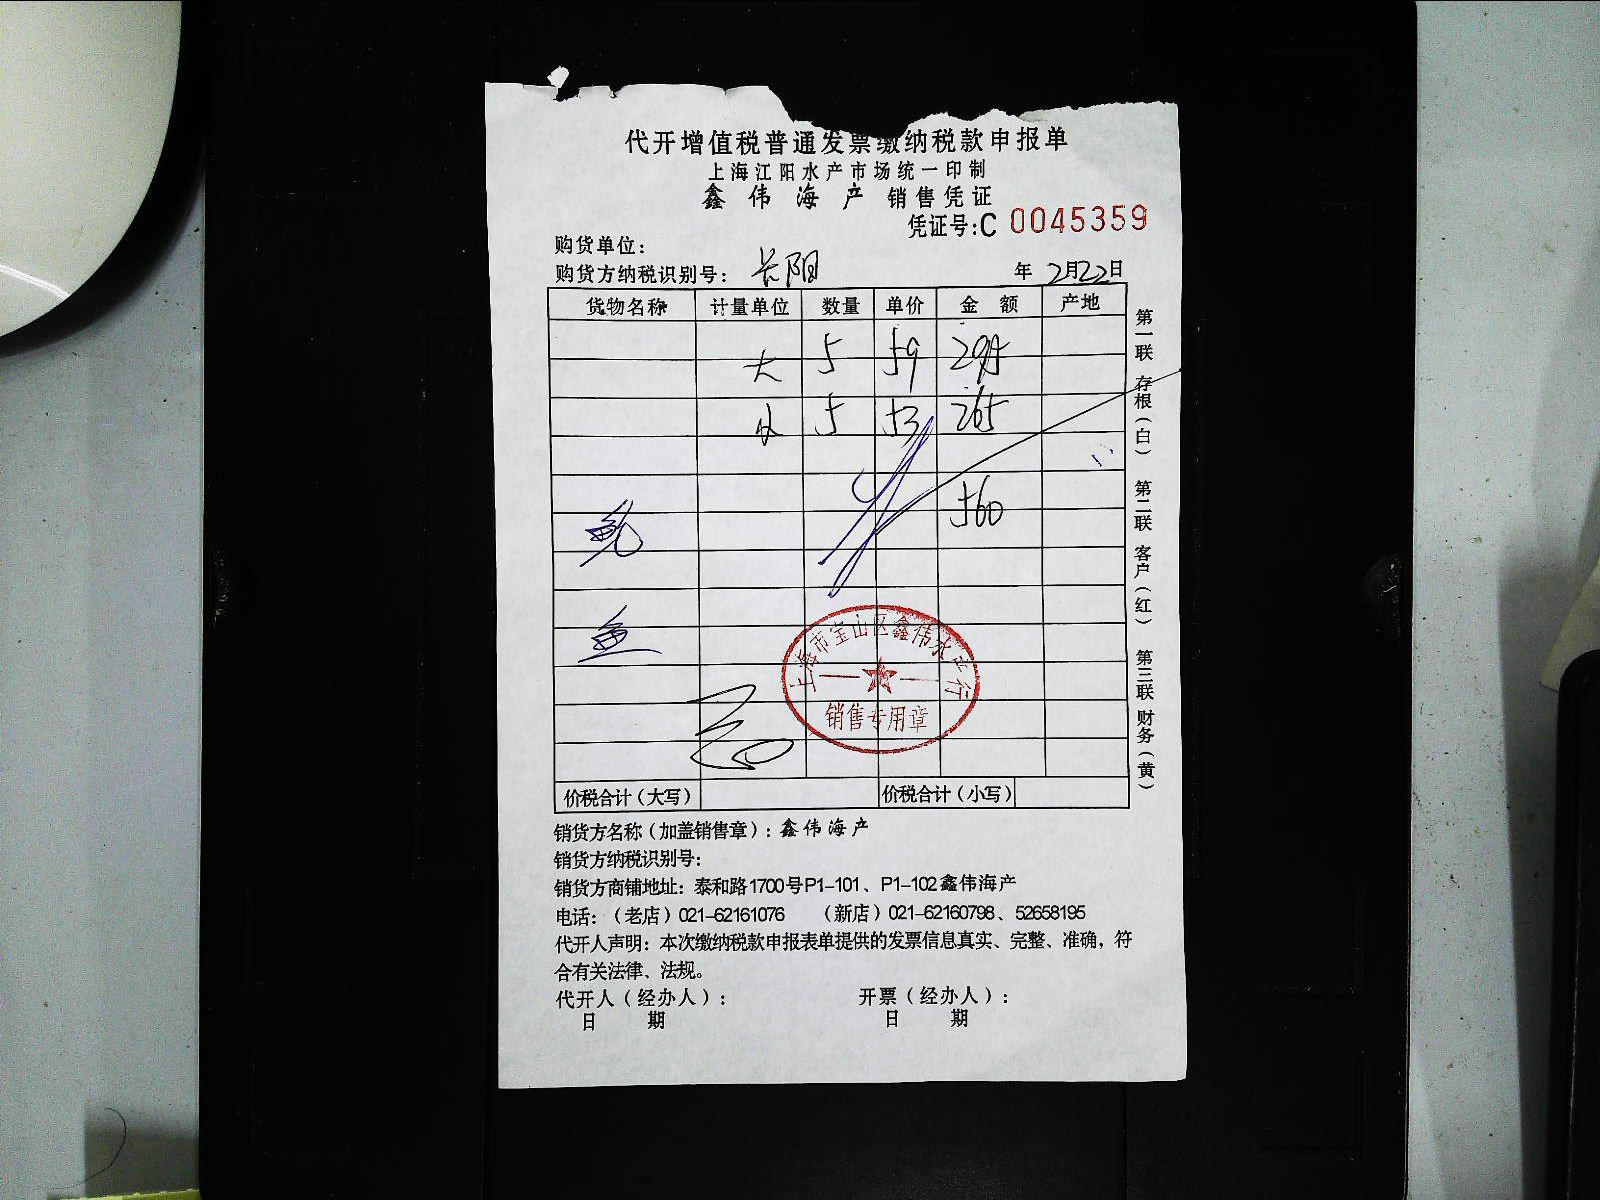 代开增值税普通发票缴纳税款申报单
上海江阳水产市场统一印制
鑫伟海产 销售凭证
凭证号:C 0045359
购货单位:
购货方纳税识别号: 长阳 年 2月22日
货物名称 计量单位 数量 单价 金额 产地
大 5 59 295
小 5 53 265
560
鲍
鱼
上海市宝山区鑫伟水产行
销售专用章
价税合计(大写) 价税合计(小写)
第一联 存根(白) 第二联 客户(红) 第三联 财务(黄)
销货方名称(加盖销售章): 鑫伟海产
销货方纳税识别号:
销货方商铺地址: 泰和路1700号P1-101、P1-102鑫伟海产
电话:(老店)021-62161076 (新店)021-62160798、52658195
代开人声明: 本次缴纳税款申报表单提供的发票信息真实、完整、准确, 符
合有关法律、法规。
代开人(经办人): 开票(经办人):
日 期 日 期